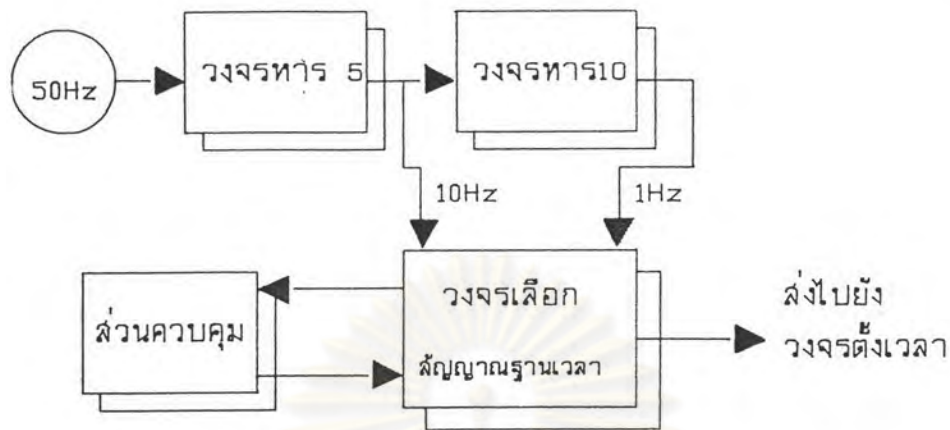 50Hz
วงจรหาร 5
วงจรหาร10
10Hz
1Hz
ส่วนควบคุม
วงจรเลือก
สัญญาณฐานเวลา
ส่งไปยัง
วงจรตั้งเวลา